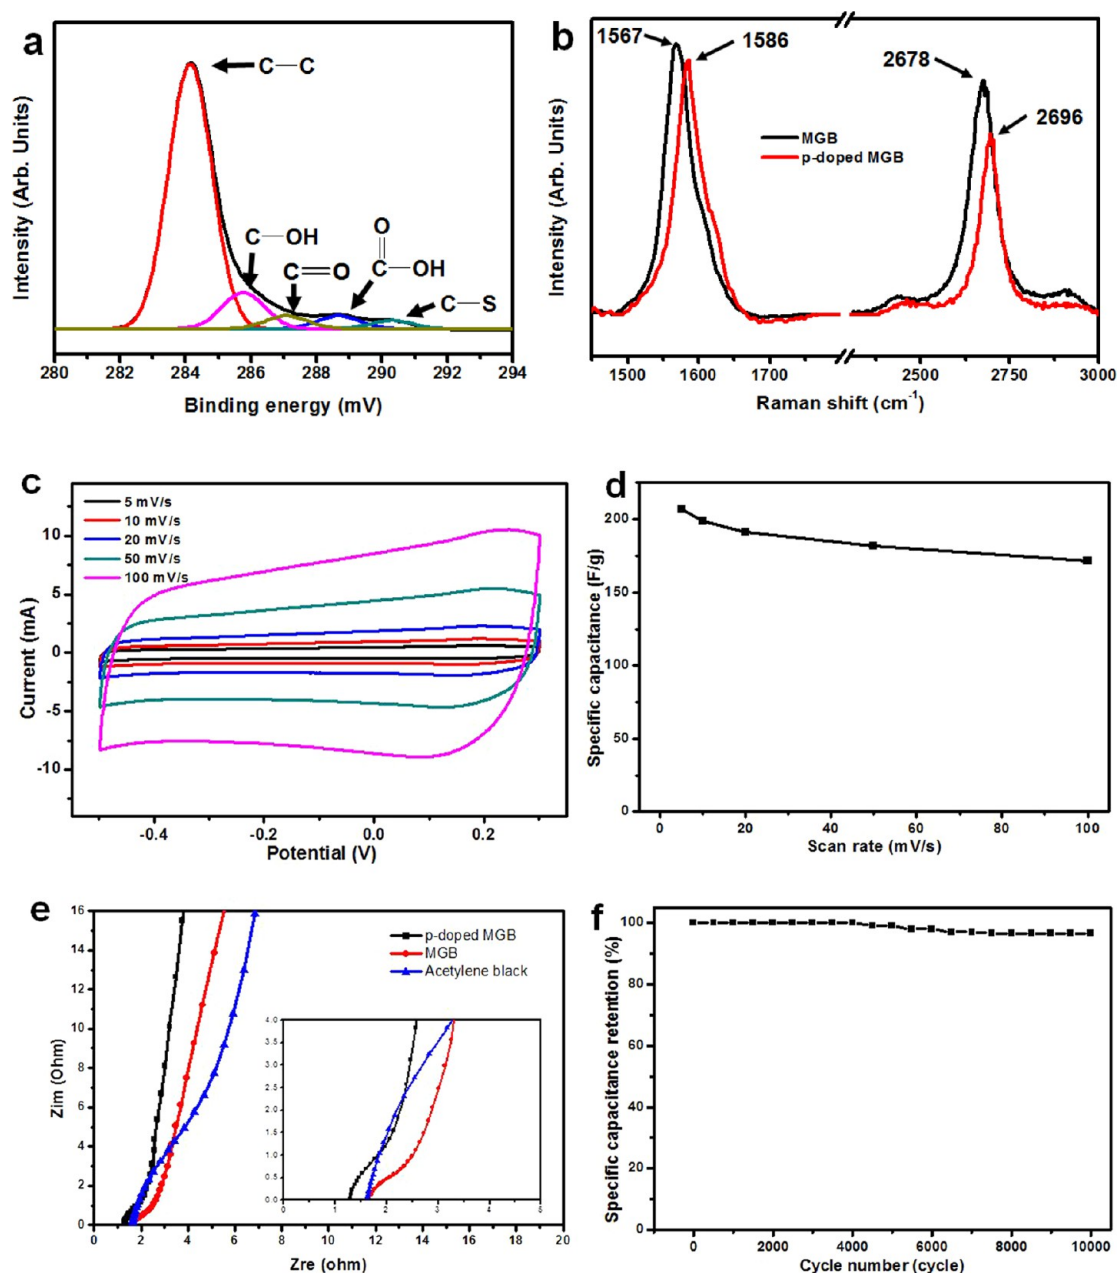 a
C—C
C—OH
C=O
O
C—OH
C—S
Intensity (Arb. Units)
280 282 284 286 288 290 292 294
Binding energy (mV)
b
1567
1586
2678
2696
MGB
p-doped MGB
Intensity (Arb. Units)
1500 1600 1700 2500 2750 3000
Raman shift (cm-1)
c
5 mV/s
10 mV/s
20 mV/s
50 mV/s
100 mV/s
Current (mA)
10
5
0
-5
-10
-0.4 -0.2 0.0 0.2
Potential (V)
d
Specific capacitance (F/g)
200
150
100
50
0
0 20 40 60 80 100
Scan rate (mV/s)
e
p-doped MGB
MGB
Acetylene black
Zim (Ohm)
16
14
12
10
8
6
4
2
0
4.0
3.5
3.0
2.5
2.0
1.5
1.0
0.5
0.0
0 1 2 3 4 5
0 2 4 6 8 10 12 14 16 18 20
Zre (ohm)
f
Specific capacitance retention (%)
100
80
60
40
20
0
0 2000 4000 6000 8000 10000
Cycle number (cycle)